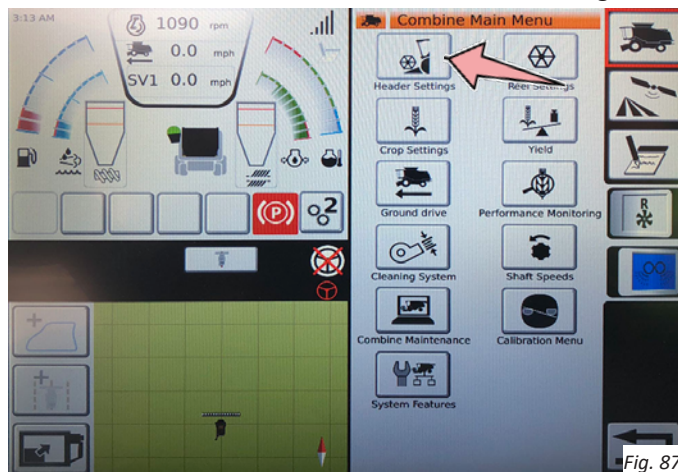 3:13 AM
1090 rpm
0.0 mph
SV1 0.0 mph
(P)
2
Combine Main Menu
Header Settings
Reel Settings
Crop Settings
Yield
Ground drive
Performance Monitoring
Cleaning System
Shaft Speeds
Combine Maintenance
Calibration Menu
System Features
R
Fig. 87